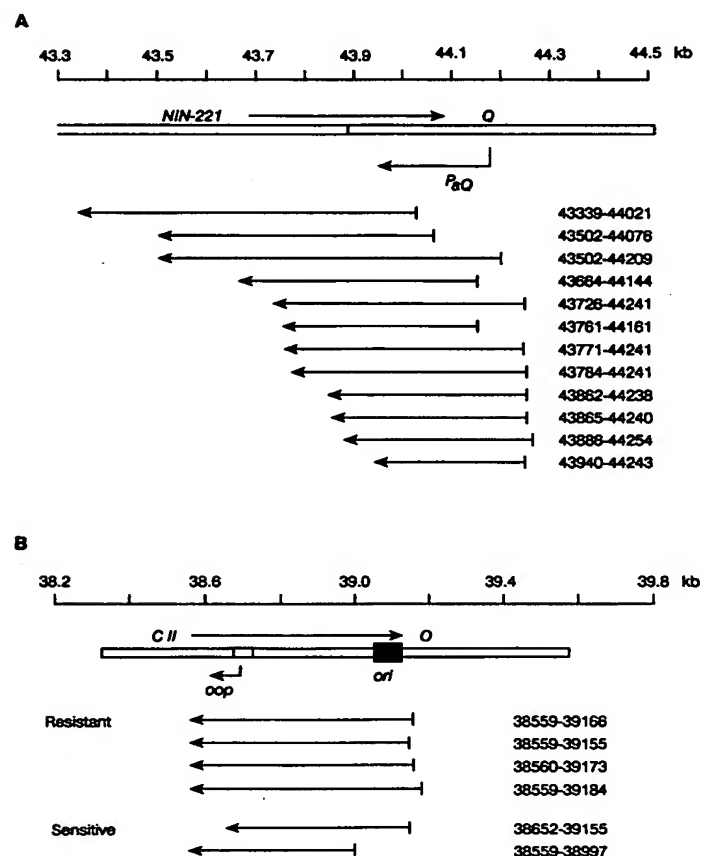 A
43.3 43.5 43.7 43.9 44.1 44.3 44.5 kb
NIN-221 Q
PaQ
43339-44021
43502-44076
43502-44209
43664-44144
43726-44241
43761-44161
43771-44241
43784-44241
43862-44238
43865-44240
43888-44254
43940-44243
B
38.2 38.6 39.0 39.4 39.8 kb
C II O
oop ori
Resistant 38559-39166
38559-39155
38560-39173
38559-39184
Sensitive 38652-39155
38559-38997